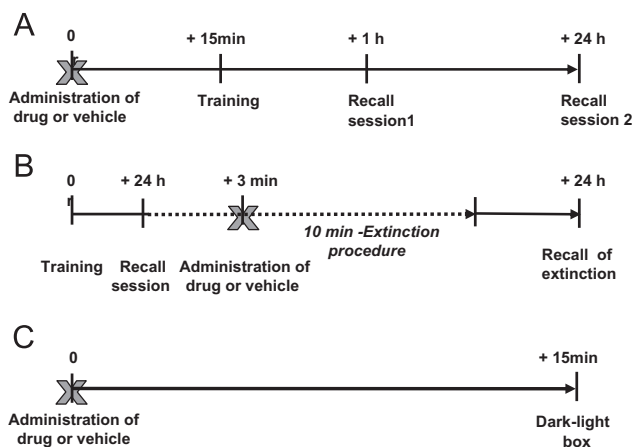 A
0 + 15min + 1 h + 24 h
r
Administration of drug or vehicle
Training
Recall session1
Recall session 2
B
0 + 24 h + 3 min + 24 h
r
10 min -Extinction procedure
Training
Recall session
Administration of drug or vehicle
Recall of extinction
C
0 + 15min
Administration of drug or vehicle
Dark-light box